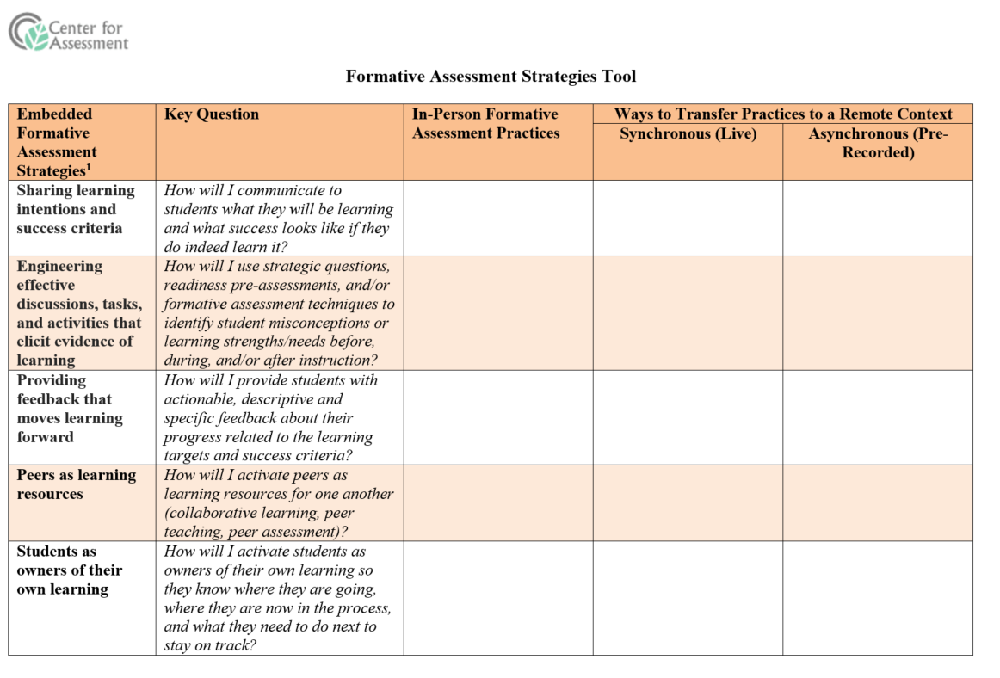 Center for
Assessment
Formative Assessment Strategies Tool
Embedded
Formative
Assessment
Strategies¹
Key Question
In-Person Formative
Assessment Practices
Ways to Transfer Practices to a Remote Context
Synchronous (Live)
Asynchronous (Pre-
Recorded)
Sharing learning
intentions and
success criteria
How will I communicate to
students what they will be learning
and what success looks like if they
do indeed learn it?
Engineering
effective
discussions, tasks,
and activities that
elicit evidence of
learning
How will I use strategic questions,
readiness pre-assessments, and/or
formative assessment techniques to
identify student misconceptions or
learning strengths/needs before,
during, and/or after instruction?
Providing
feedback that
moves learning
forward
How will I provide students with
actionable, descriptive and
specific feedback about their
progress related to the learning
targets and success criteria?
Peers as learning
resources
How will I activate peers as
learning resources for one another
(collaborative learning, peer
teaching, peer assessment)?
Students as
owners of their
own learning
How will I activate students as
owners of their own learning so
they know where they are going,
where they are now in the process,
and what they need to do next to
stay on track?